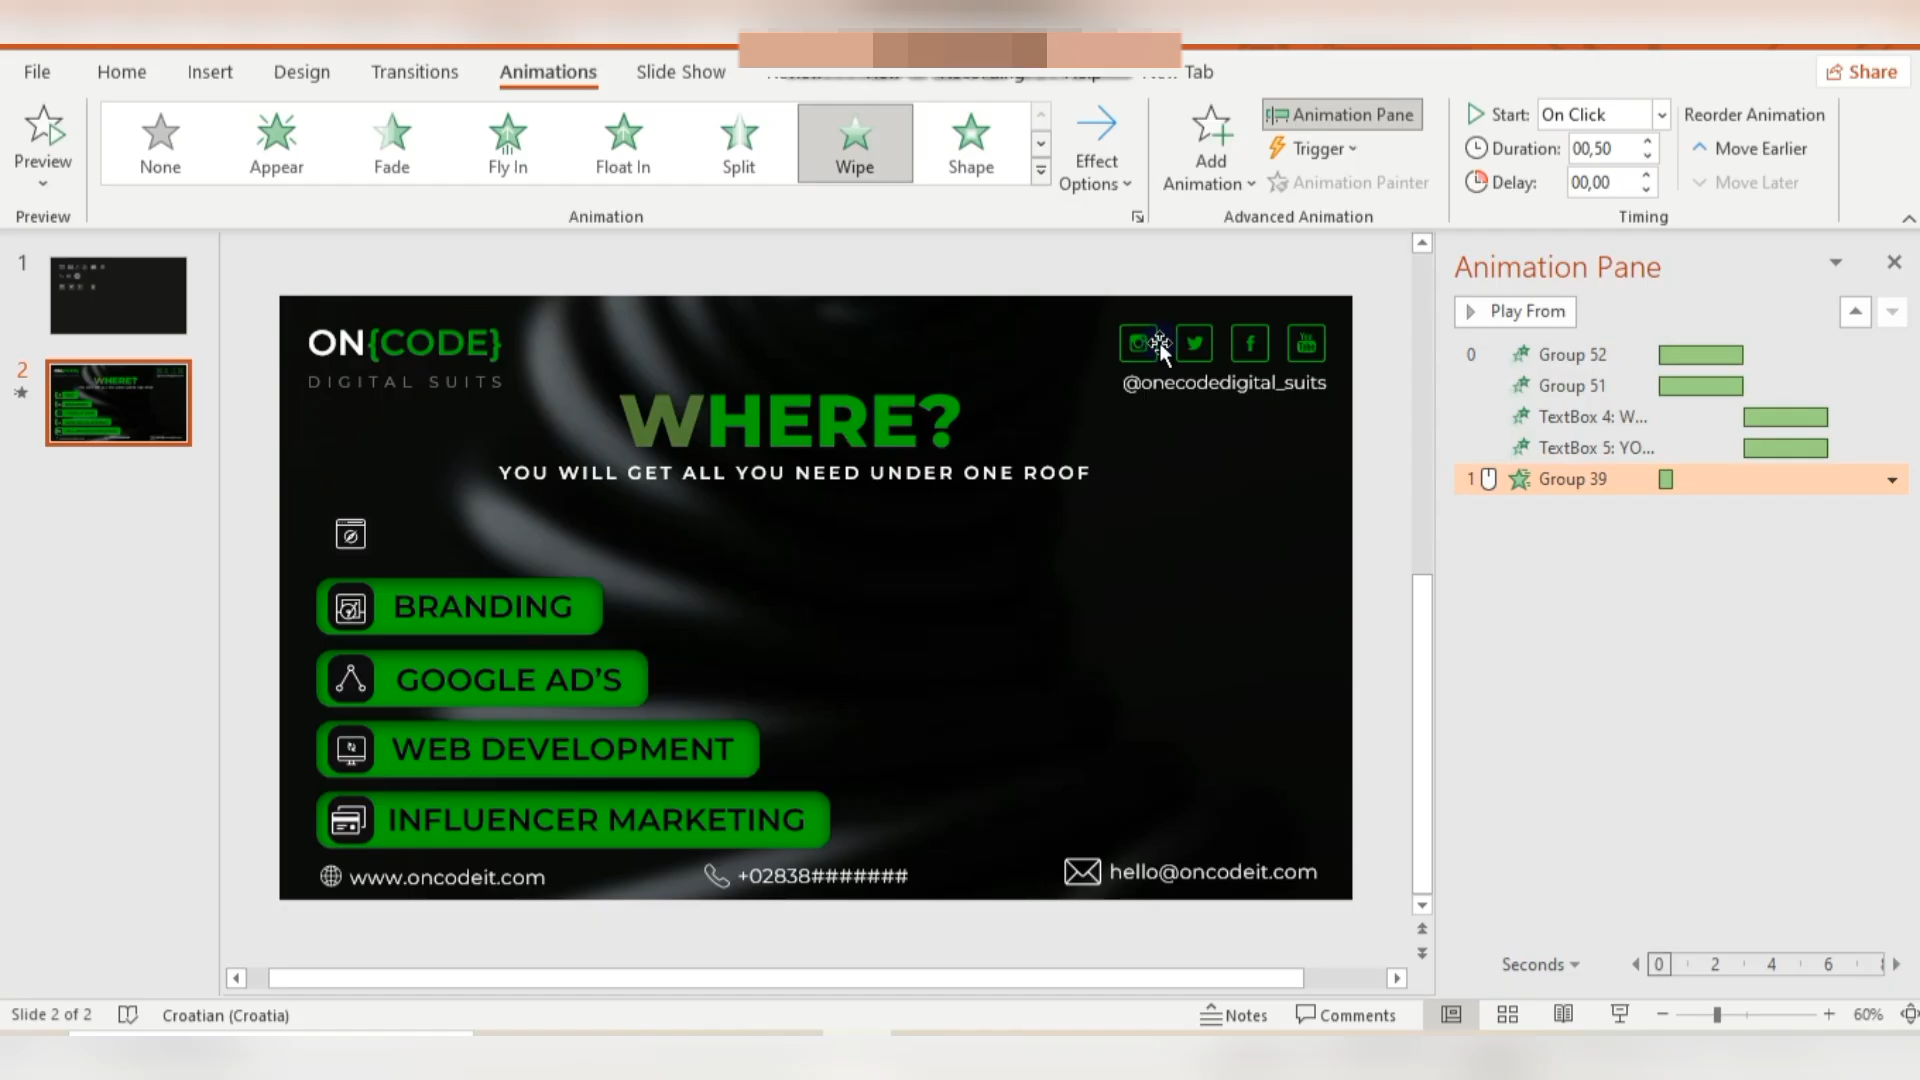 File Home Insert Design Transitions Animations Slide Show Tab Share
Preview None Appear Fade Fly In Float In Split Wipe Shape
Effect Options
Add Animation
Animation Pane
Trigger
Animation Painter
Start: On Click
Duration: 00,50
Delay: 00,00
Reorder Animation
Move Earlier
Move Later
Preview Animation Advanced Animation Timing
1
2
ON{CODE}
DIGITAL SUITS
You Tube
@onecodedigital_suits
WHERE?
YOU WILL GET ALL YOU NEED UNDER ONE ROOF
BRANDING
GOOGLE AD'S
WEB DEVELOPMENT
INFLUENCER MARKETING
www.oncodeit.com
+02838#######
hello@oncodeit.com
Animation Pane
Play From
0 Group 52
Group 51
TextBox 4: W...
TextBox 5: YO...
1 Group 39
Seconds 0 2 4 6
Slide 2 of 2 Croatian (Croatia) Notes Comments 60%